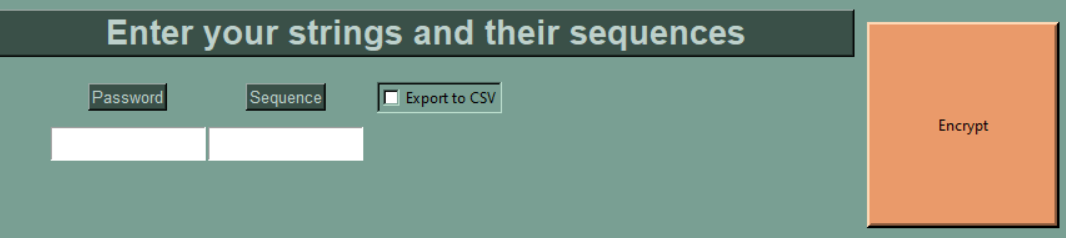 Enter your strings and their sequences
Password
Sequence
Export to CSV
Encrypt